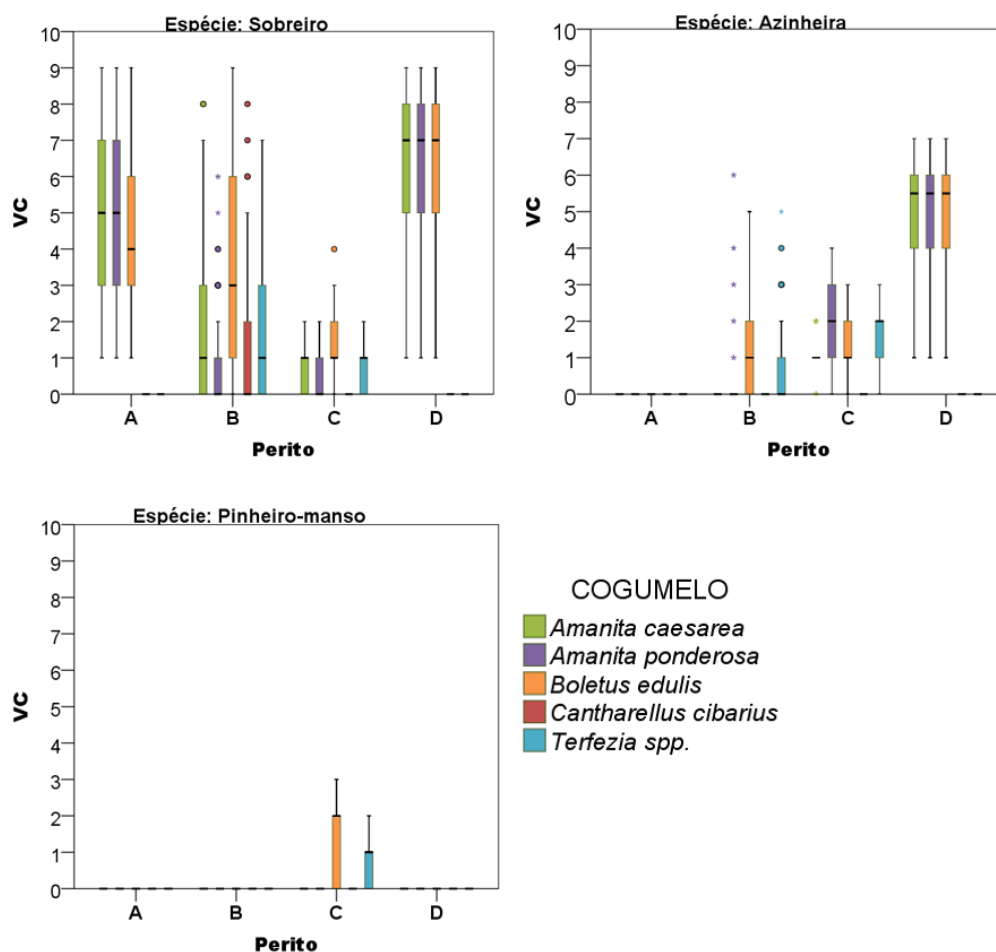 Espécie: Sobreiro
10
9
8
7
6
5
4
3
2
1
0
VC
A B C D
Perito
Espécie: Azinheira
10
9
8
7
6
5
4
3
2
1
0
VC
A B C D
Perito
Espécie: Pinheiro-manso
10
9
8
7
6
5
4
3
2
1
0
VC
A B C D
Perito
COGUMELO
Amanita caesarea
Amanita ponderosa
Boletus edulis
Cantharellus cibarius
Terfezia spp.